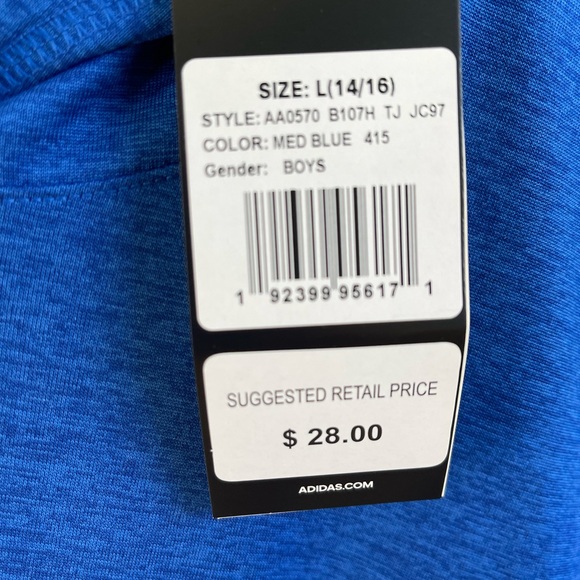 SIZE: L(14/16)
STYLE: AA0570 B107H TJ JC97
COLOR: MED BLUE 415
Gender: BOYS
1 92399 95617 1
SUGGESTED RETAIL PRICE
$ 28.00
ADIDAS.COM